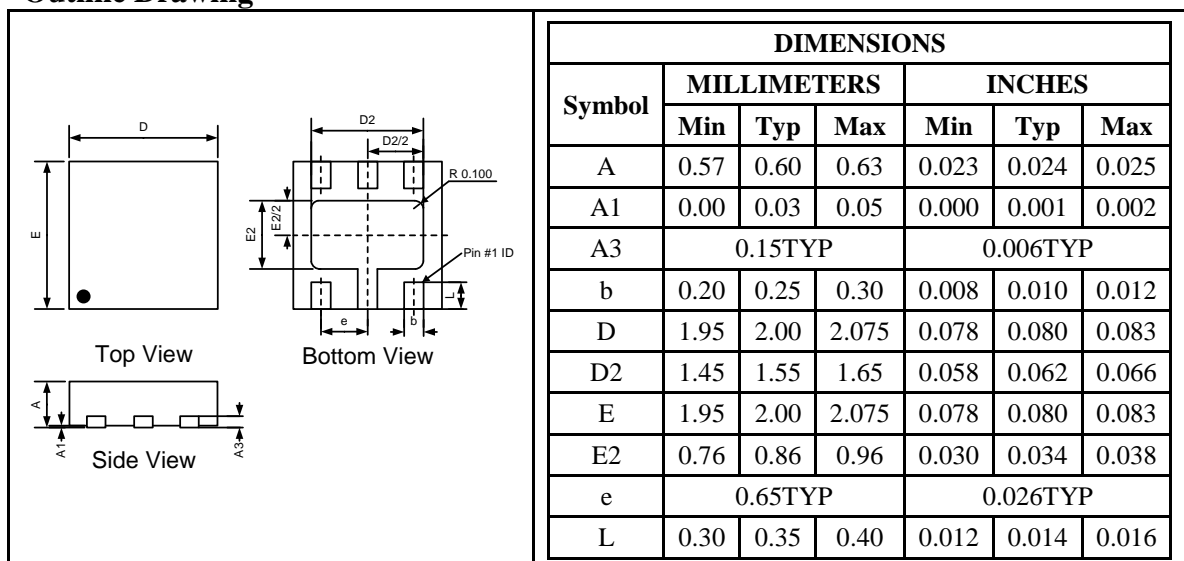 Outline Drawing
D
E
Top View
A
A1
A3
Side View
D2
D2/2
R 0.100
E2
E2/2
Pin #1 ID
L
e
b
Bottom View
DIMENSIONS
Symbol MILLIMETERS INCHES
Min Typ Max Min Typ Max
A 0.57 0.60 0.63 0.023 0.024 0.025
A1 0.00 0.03 0.05 0.000 0.001 0.002
A3 0.15TYP 0.006TYP
b 0.20 0.25 0.30 0.008 0.010 0.012
D 1.95 2.00 2.075 0.078 0.080 0.083
D2 1.45 1.55 1.65 0.058 0.062 0.066
E 1.95 2.00 2.075 0.078 0.080 0.083
E2 0.76 0.86 0.96 0.030 0.034 0.038
e 0.65TYP 0.026TYP
L 0.30 0.35 0.40 0.012 0.014 0.016